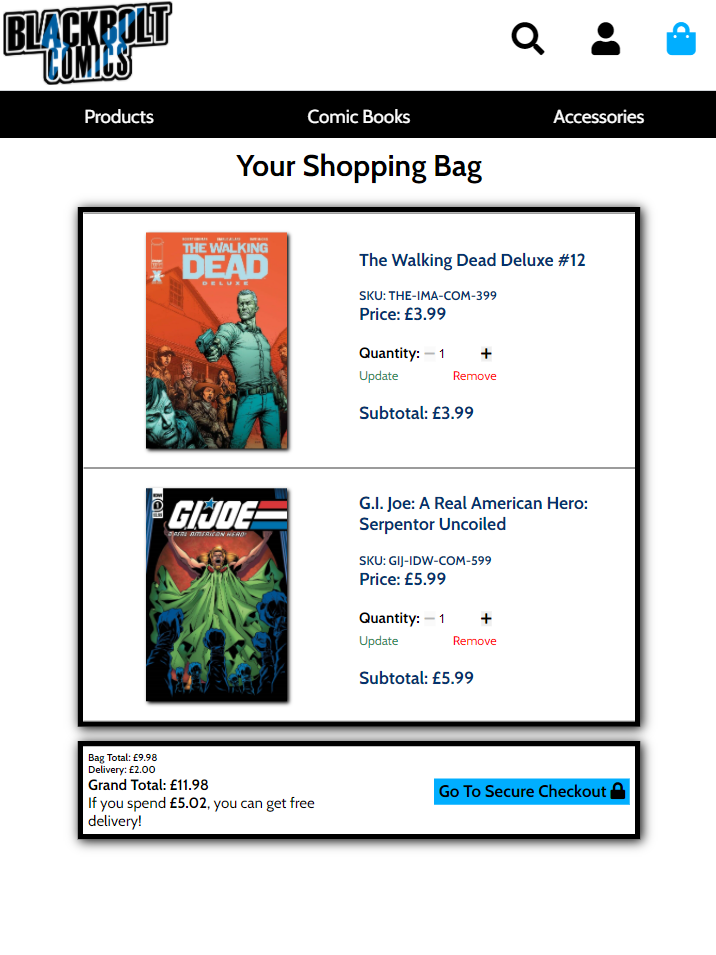 BLACKBOLT
COMICS
Products
Comic Books
Accessories
Your Shopping Bag
THE WALKING
DEAD
DELUXE
The Walking Dead Deluxe #12
SKU: THE-IMA-COM-399
Price: £3.99
Quantity: 1
Update
Remove
Subtotal: £3.99
G.I. JOE
A REAL AMERICAN HERO
G.I. Joe: A Real American Hero:
Serpentor Uncoiled
SKU: GIJ-IDW-COM-599
Price: £5.99
Quantity: 1
Update
Remove
Subtotal: £5.99
Bag Total: £9.98
Delivery: £2.00
Grand Total: £11.98
If you spend £5.02, you can get free
delivery!
Go To Secure Checkout